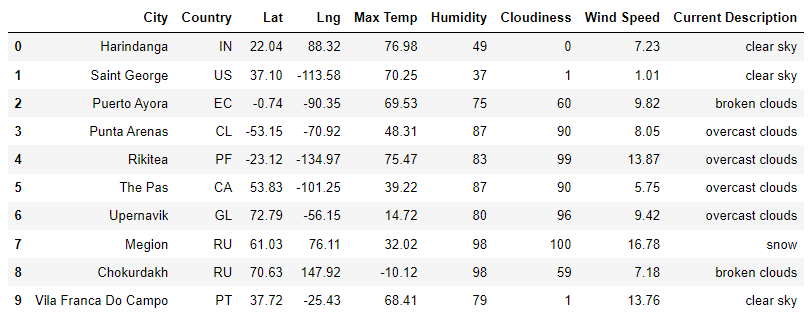 City Country Lat Lng Max Temp Humidity Cloudiness Wind Speed Current Description
0 Harindanga IN 22.04 88.32 76.98 49 0 7.23 clear sky
1 Saint George US 37.10 -113.58 70.25 37 1 1.01 clear sky
2 Puerto Ayora EC -0.74 -90.35 69.53 75 60 9.82 broken clouds
3 Punta Arenas CL -53.15 -70.92 48.31 87 90 8.05 overcast clouds
4 Rikitea PF -23.12 -134.97 75.47 83 99 13.87 overcast clouds
5 The Pas CA 53.83 -101.25 39.22 87 90 5.75 overcast clouds
6 Upernavik GL 72.79 -56.15 14.72 80 96 9.42 overcast clouds
7 Megion RU 61.03 76.11 32.02 98 100 16.78 snow
8 Chokurdakh RU 70.63 147.92 -10.12 98 59 7.18 broken clouds
9 Vila Franca Do Campo PT 37.72 -25.43 68.41 79 1 13.76 clear sky